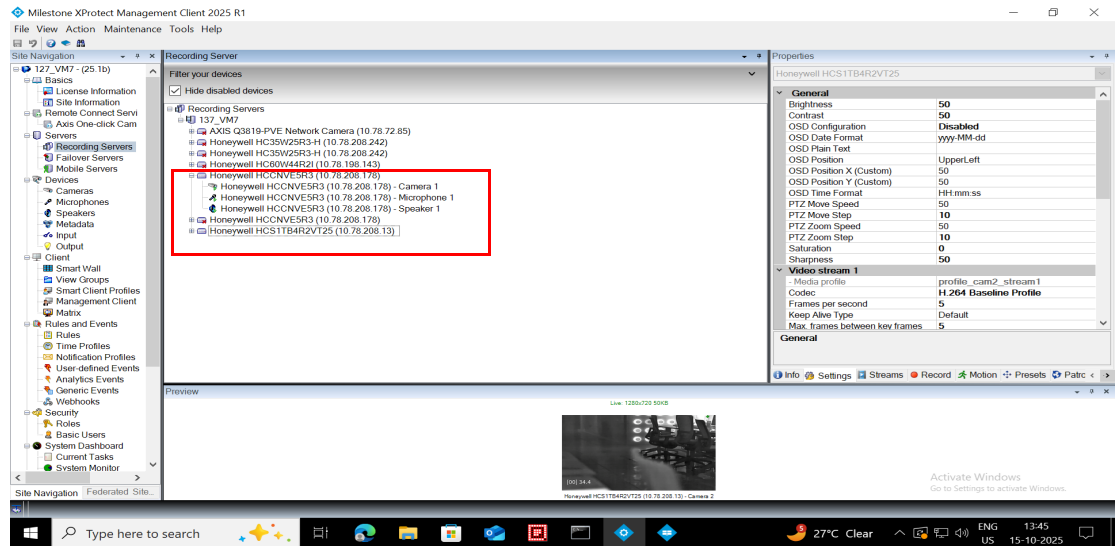 Milestone XProtect Management Client 2025 R1
File View Action Maintenance Tools Help
Site Navigation
127_VM7 - (25.1b)
Basics
License Information
Site Information
Remote Connect Servi
Axis One-click Cam
Servers
Recording Servers
Failover Servers
Mobile Servers
Devices
Cameras
Microphones
Speakers
Metadata
Input
Output
Client
Smart Wall
View Groups
Smart Client Profiles
Management Client
Matrix
Rules and Events
Rules
Time Profiles
Notification Profiles
User-defined Events
Analytics Events
Generic Events
Webhooks
Security
Roles
Basic Users
System Dashboard
Current Tasks
System Monitor
Site Navigation Federated Site...
Recording Server
Filter your devices
Hide disabled devices
Recording Servers
137_VM7
AXIS Q3819-PVE Network Camera (10.78.72.85)
Honeywell HC35W25R3-H (10.78.208.242)
Honeywell HC35W25R3-H (10.78.208.242)
Honeywell HC60W44R2I (10.78.198.143)
Honeywell HCCNVE5R3 (10.78.208.178)
Honeywell HCCNVE5R3 (10.78.208.178) - Camera 1
Honeywell HCCNVE5R3 (10.78.208.178) - Microphone 1
Honeywell HCCNVE5R3 (10.78.208.178) - Speaker 1
Honeywell HCCNVE5R3 (10.78.208.178)
Honeywell HCS1TB4R2VT25 (10.78.208.13)
Properties
Honeywell HCS1TB4R2VT25
General
Brightness 50
Contrast 50
OSD Configuration Disabled
OSD Date Format yyyy-MM-dd
OSD Plain Text
OSD Position UpperLeft
OSD Position X (Custom) 50
OSD Position Y (Custom) 50
OSD Time Format HH:mm:ss
PTZ Move Speed 50
PTZ Move Step 10
PTZ Zoom Speed 50
PTZ Zoom Step 10
Saturation 0
Sharpness 50
Video stream 1
- Media profile profile_cam2_stream1
Codec H.264 Baseline Profile
Frames per second 5
Keep Alive Type Default
Max. frames between key frames 5
General
Info Settings Streams Record Motion Presets Patrc
Preview
Live: 1280x720 50KB
[00] 34.4
Honeywell HCS1TB4R2VT25 (10.78.208.13) - Camera 2
Activate Windows
Go to Settings to activate Windows.
Type here to search
27°C Clear
ENG
US
13:45
15-10-2025